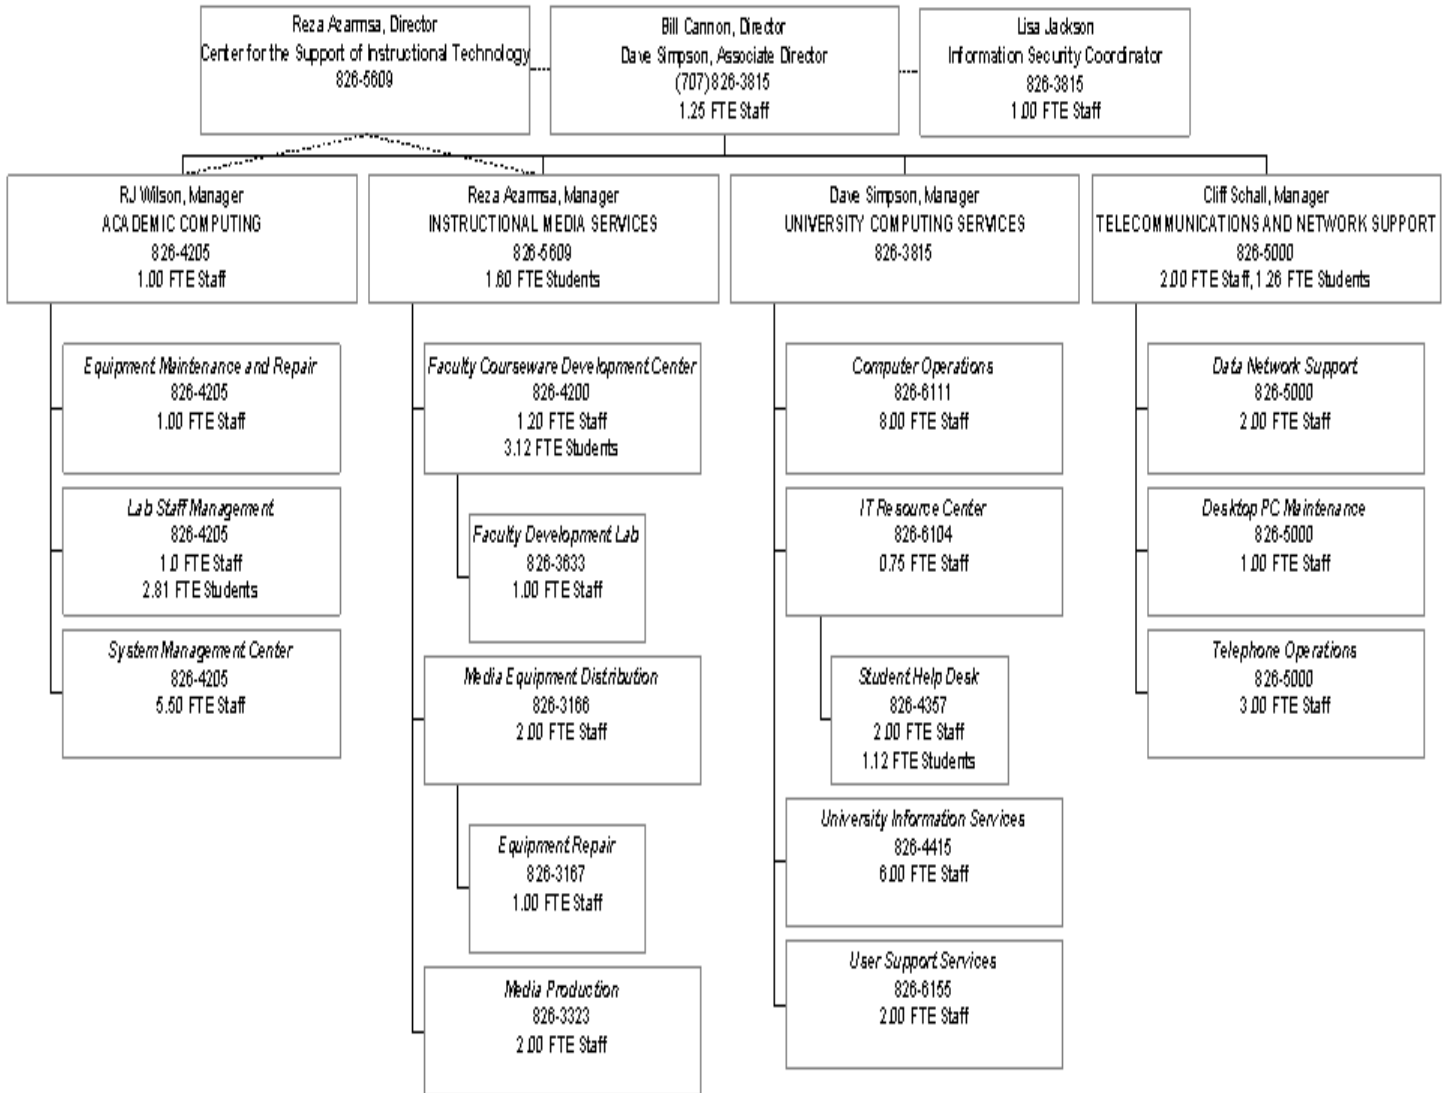 Reza Azarmsa, Director
Center for the Support of Instructional Technology
826-5609
Bill Cannon, Director
Dave Simpson, Associate Director
(707)826-3815
1.25 FTE Staff
Lisa Jackson
Information Security Coordinator
826-3815
1.00 FTE Staff
RJ Wilson, Manager
ACADEMIC COMPUTING
826-4205
1.00 FTE Staff
Reza Azarmsa, Manager
INSTRUCTIONAL MEDIA SERVICES
826-5609
1.60 FTE Students
Dave Simpson, Manager
UNIVERSITY COMPUTING SERVICES
826-3815
Cliff Schall, Manager
TELECOMMUNICATIONS AND NETWORK SUPPORT
826-5000
2.00 FTE Staff, 1.26 FTE Students
Equipment Maintenance and Repair
826-4205
1.00 FTE Staff
Lab Staff Management
826-4205
1.0 FTE Staff
2.81 FTE Students
System Management Center
826-4205
5.50 FTE Staff
Faculty Courseware Development Center
826-4200
1.20 FTE Staff
3.12 FTE Students
Faculty Development Lab
826-3633
1.00 FTE Staff
Media Equipment Distribution
826-3166
2.00 FTE Staff
Equipment Repair
826-3167
1.00 FTE Staff
Media Production
826-3323
2.00 FTE Staff
Computer Operations
826-6111
8.00 FTE Staff
IT Resource Center
826-6104
0.75 FTE Staff
Student Help Desk
826-4357
2.00 FTE Staff
1.12 FTE Students
University Information Services
826-4415
6.00 FTE Staff
User Support Services
826-6155
2.00 FTE Staff
Data Network Support
826-5000
2.00 FTE Staff
Desktop PC Maintenance
826-5000
1.00 FTE Staff
Telephone Operations
826-5000
3.00 FTE Staff